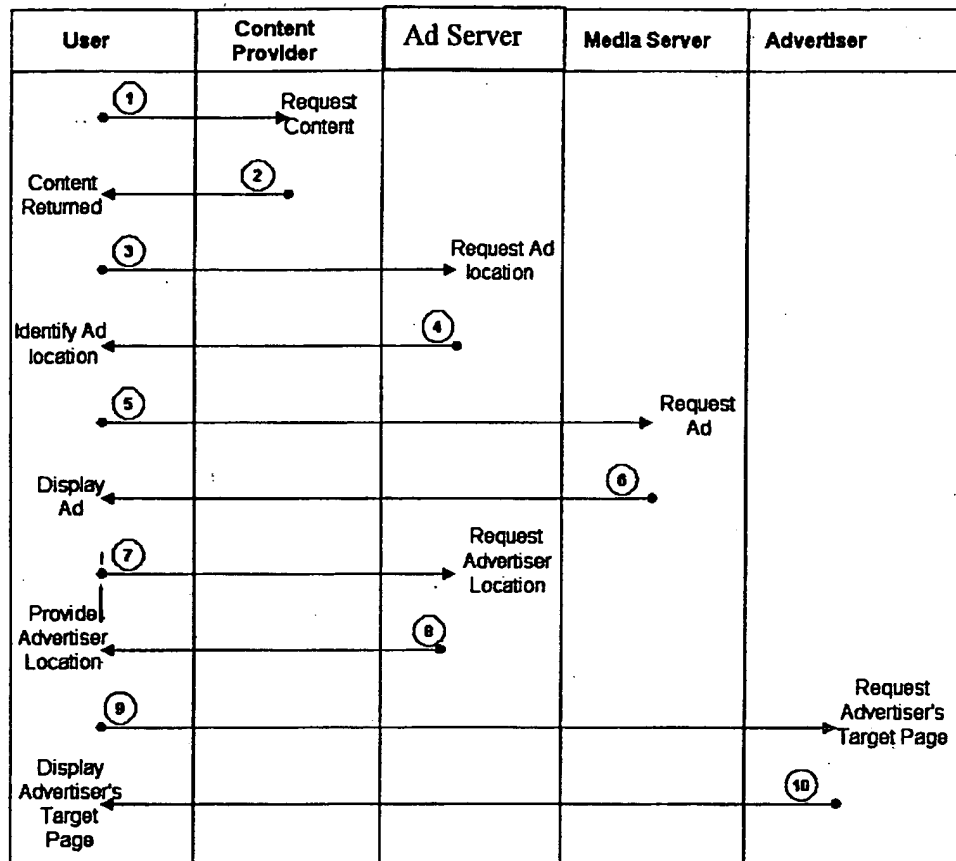 User
Content
Provider
Ad Server
Media Server
Advertiser
1
Request
Content
2
Content
Returned
3
Request Ad
location
4
Identify Ad
location
5
Request
Ad
6
Display
Ad
7
Request
Advertiser
Location
8
Provide
Advertiser
Location
9
Request
Advertiser's
Target Page
10
Display
Advertiser's
Target
Page